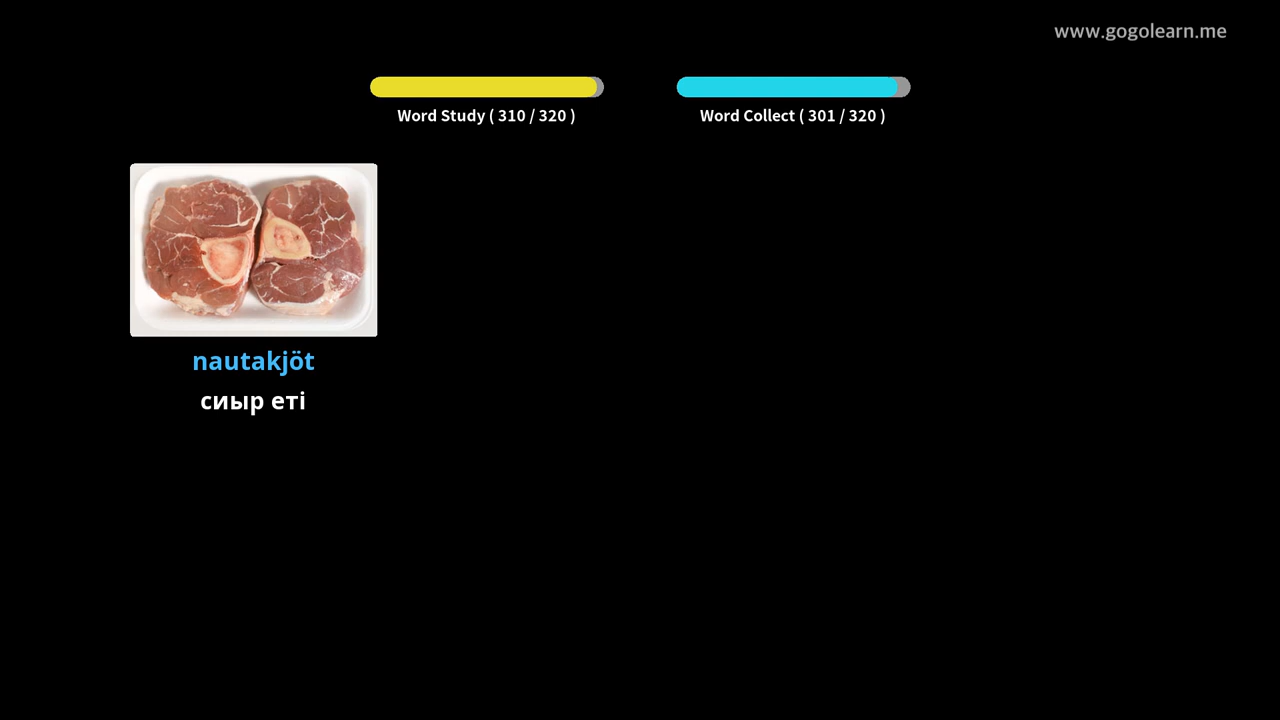 www.gogolearn.me
Word Study ( 310 / 320 )
Word Collect ( 301 / 320 )
nautakjöt
сиыр еті